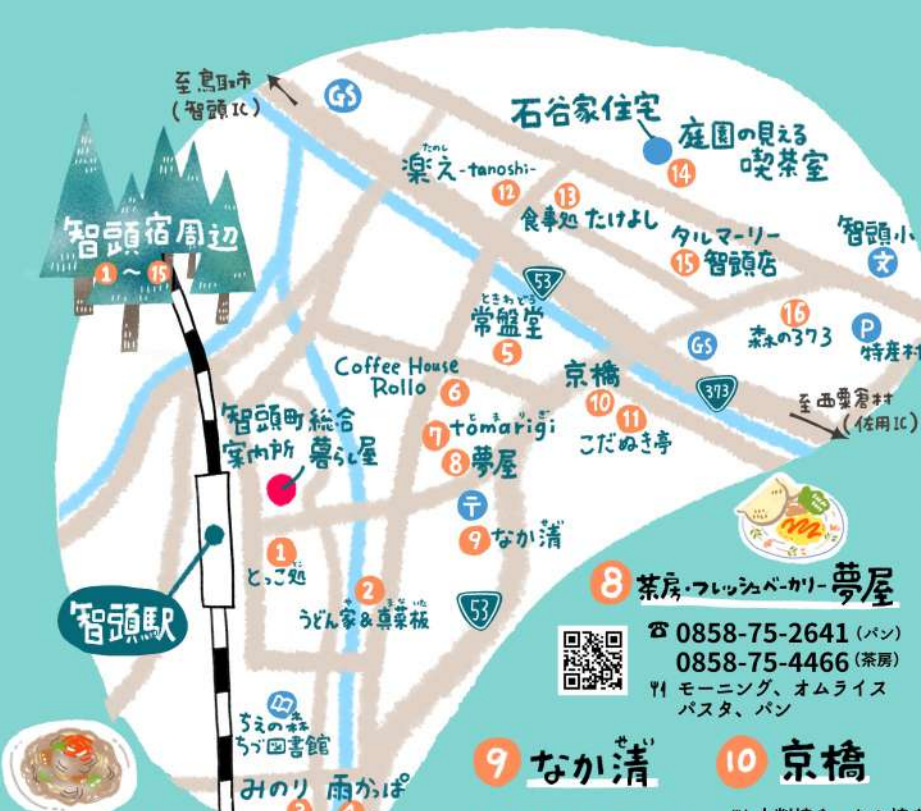 至鳥取市
(智頭IC)
GS
石谷家住宅
庭園の見える
喫茶室
14
たのし
楽え-tanoshi-
12
13
食事処 たけよし
智頭宿周辺
1～15
タルマーリー
15 智頭店
智頭小
文
53
ときわどう
常盤堂
5
16
森の373
P
特産村
GS
373
Coffee House
Rollo
6
京橋
10
11
こだぬき亭
至西粟倉村
(佐用IC)
智頭町総合
案内所 暮らし屋
とまりぎ
7 tomarigi
8 夢屋
〒
せい
9 なか清
1
とっこ処
2
うどん家&真菜板
53
智頭駅
ちえの森
ちづ図書館
みのり 雨かっぱ
3
8 茶房・フレッシュベーカリー 夢屋
☎ 0858-75-2641 (パン)
0858-75-4466 (茶房)
モーニング、オムライス
パスタ、パン
せい
9 なか清
10 京橋